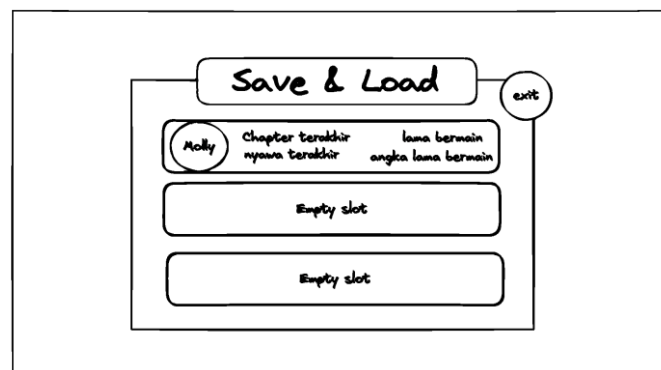 Save & Load
exit
Molly
Chapter terakhir
nyawa terakhir
lama bermain
angka lama bermain
Empty slot
Empty slot